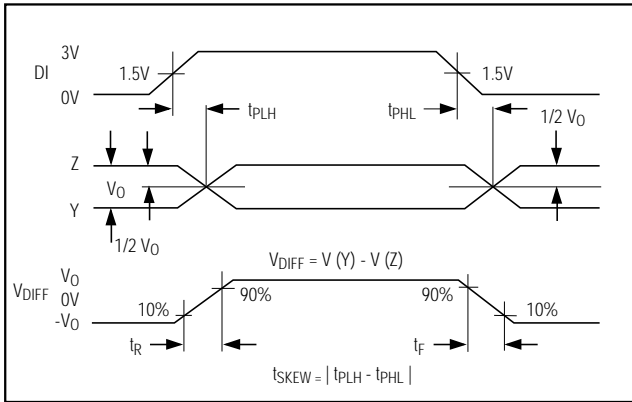 3V
DI
1.5V
1.5V
0V
tPLH
tPHL
1/2 VO
Z
VO
Y
1/2 VO
VDIFF = V (Y) - V (Z)
VO
VDIFF
0V
-VO
10%
90%
90%
10%
tR
tF
tSKEW = | tPLH - tPHL |